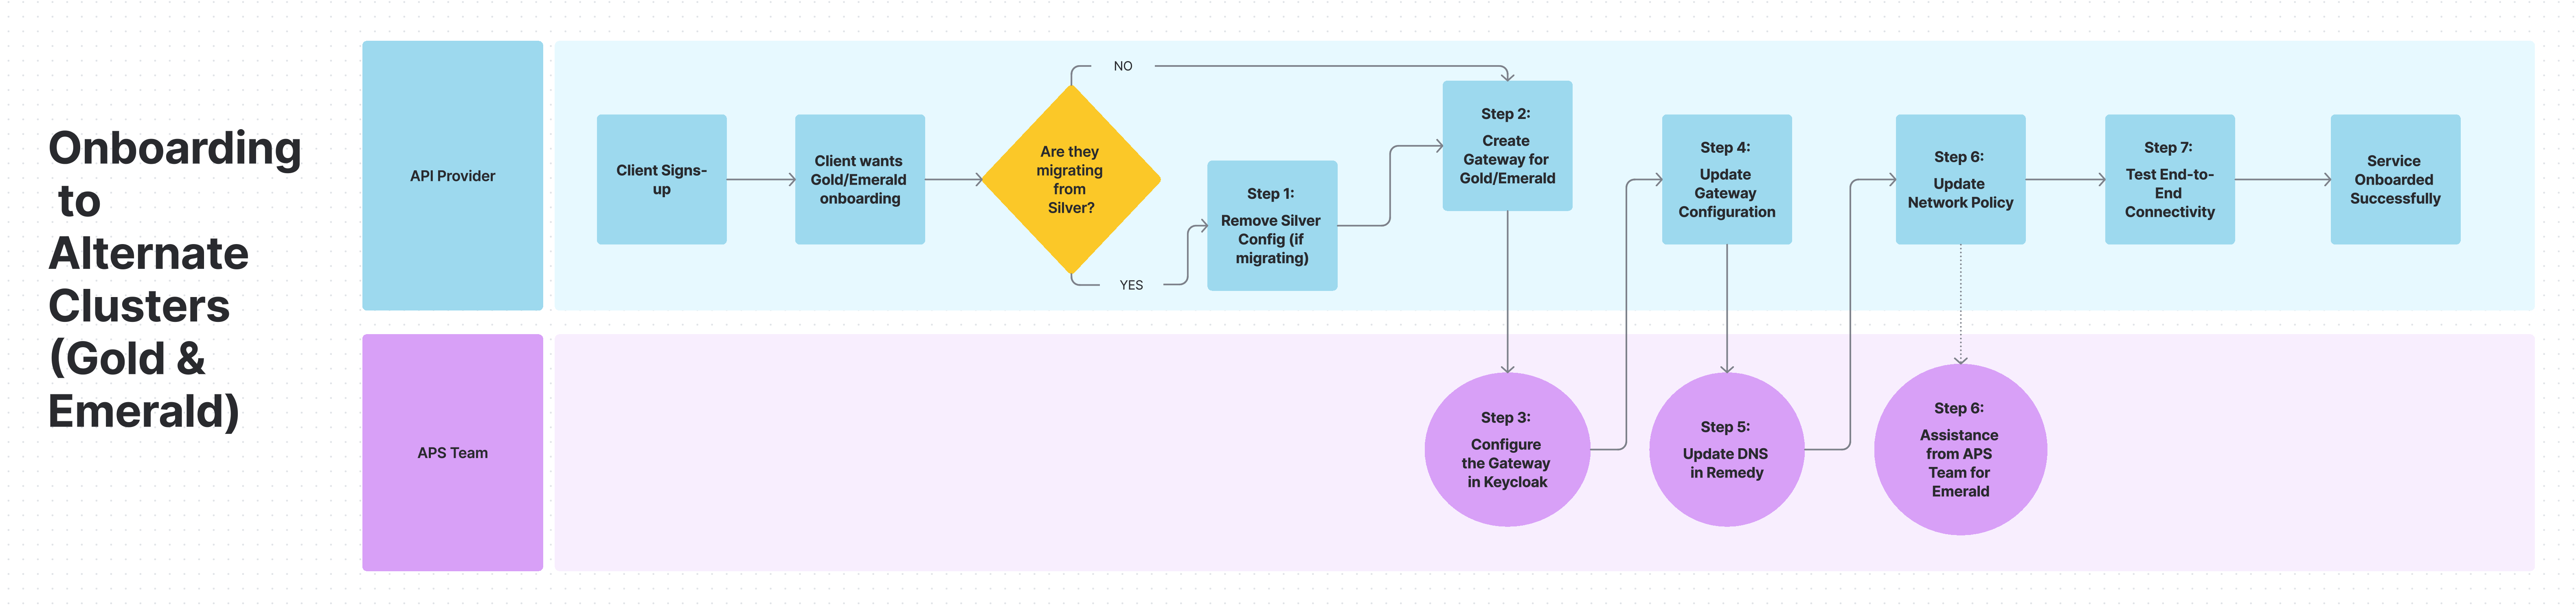 Onboarding
to
Alternate
Clusters
(Gold &
Emerald)
API Provider
Client Signs-
up
Client wants
Gold/Emerald
onboarding
Are they
migrating
from
Silver?
NO
YES
Step 1:
Remove Silver
Config (if
migrating)
Step 2:
Create
Gateway for
Gold/Emerald
Step 4:
Update
Gateway
Configuration
Step 6:
Update
Network Policy
Step 7:
Test End-to-
End
Connectivity
Service
Onboarded
Successfully
APS Team
Step 3:
Configure
the Gateway
in Keycloak
Step 5:
Update DNS
in Remedy
Step 6:
Assistance
from APS
Team for
Emerald